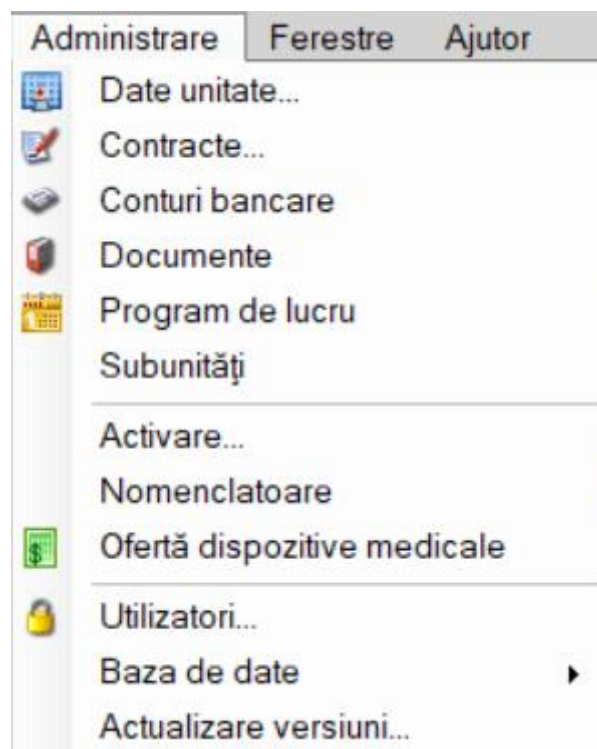 Administrare Ferestre Ajutor
Date unitate...
Contracte...
Conturi bancare
Documente
Program de lucru
Subunităţi
Activare...
Nomenclatoare
Ofertă dispozitive medicale
Utilizatori...
Baza de date
Actualizare versiuni...